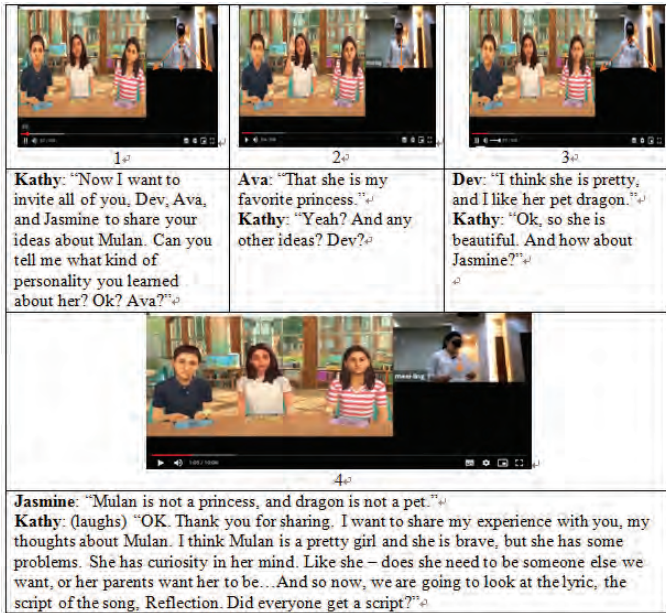 1
2
3
Kathy: “Now I want to
invite all of you, Dev, Ava,
and Jasmine to share your
ideas about Mulan. Can you
tell me what kind of
personality you learned
about her? Ok? Ava?”
Ava: “That she is my
favorite princess.”
Kathy: “Yeah? And any
other ideas? Dev?
Dev: “I think she is pretty,
and I like her pet dragon.”
Kathy: “Ok, so she is
beautiful. And how about
Jasmine?”
4
Jasmine: “Mulan is not a princess, and dragon is not a pet.”
Kathy: (laughs) “OK. Thank you for sharing. I want to share my experience with you, my
thoughts about Mulan. I think Mulan is a pretty girl and she is brave, but she has some
problems. She has curiosity in her mind. Like she – does she need to be someone else we
want, or her parents want her to be…And so now, we are going to look at the lyric, the
script of the song, Reflection. Did everyone get a script?”